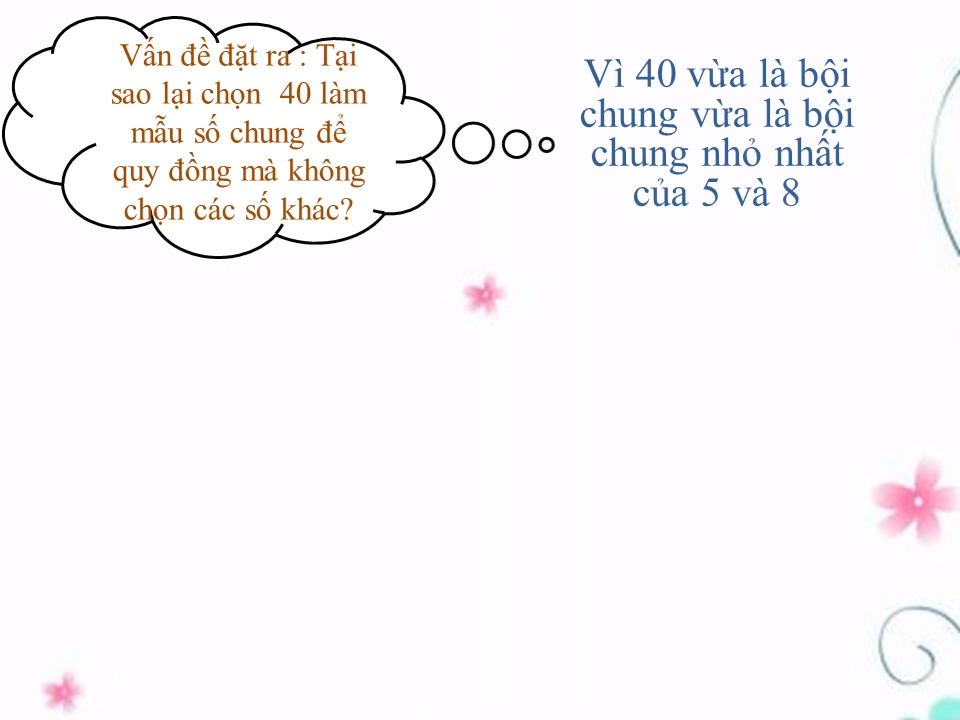 Vấn đề đặt ra : Tại
sao lại chọn 40 làm
mẫu số chung để
quy đồng mà không
chọn các số khác?
Vì 40 vừa là bội
chung vừa là bội
chung nhỏ nhất
của 5 và 8